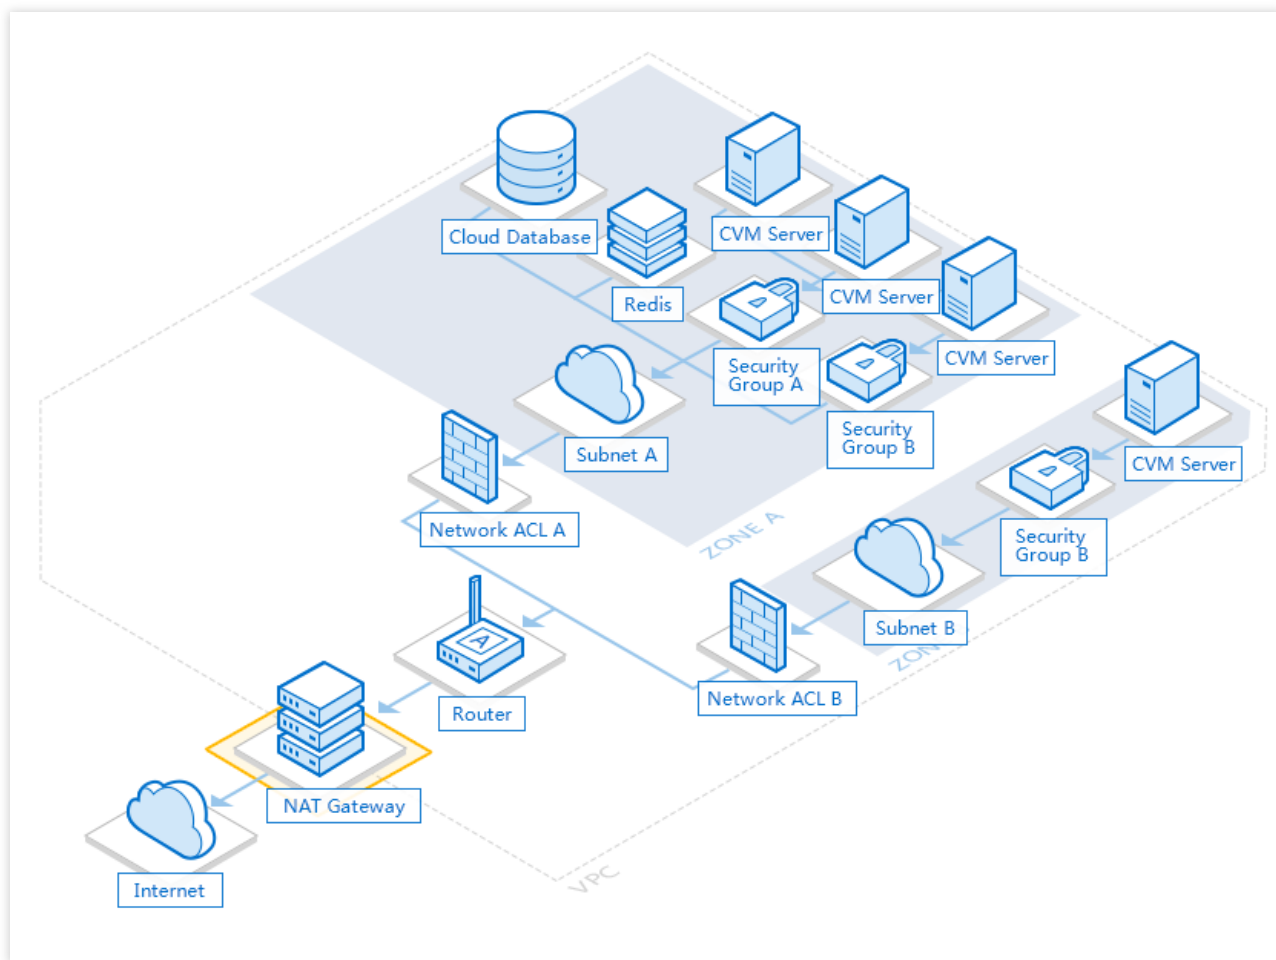 Cloud Database
CVM Server
Redis
CVM Server
Security
Group A
CVM Server
Security
Group B
Subnet A
CVM Server
Network ACL A
ZONE A
Security
Group B
Subnet B
Network ACL B
Router
A
NAT Gateway
VPC
Internet